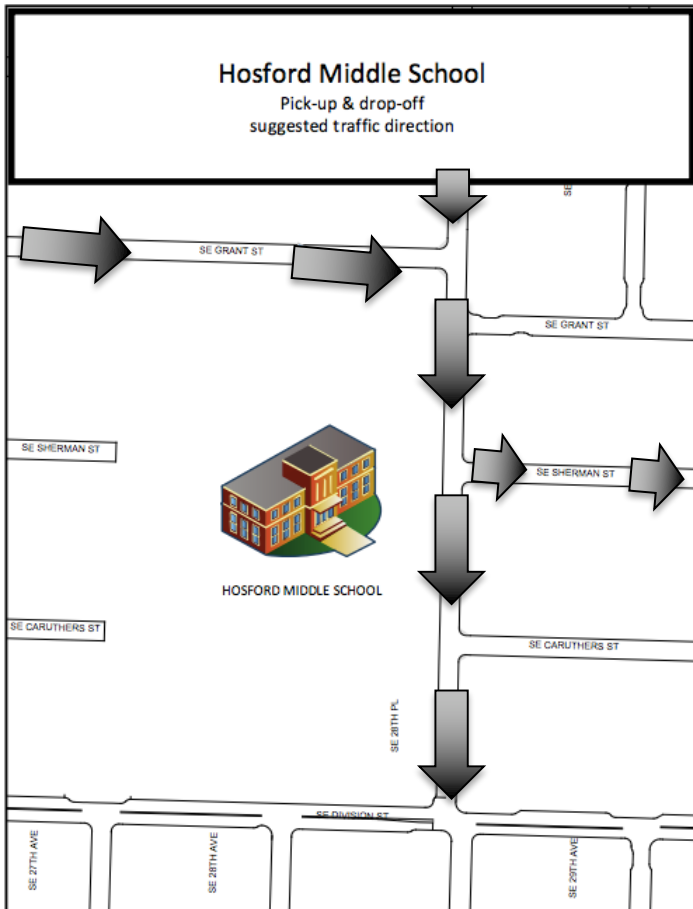 Hosford Middle School
Pick-up & drop-off
suggested traffic direction
SE
SE GRANT ST
SE GRANT ST
SE SHERMAN ST
SE SHERMAN ST
HOSFORD MIDDLE SCHOOL
SE CARUTHERS ST
SE CARUTHERS ST
SE 28TH PL
SE DIVISION ST
SE 27TH AVE
SE 28TH AVE
SE 29TH AVE